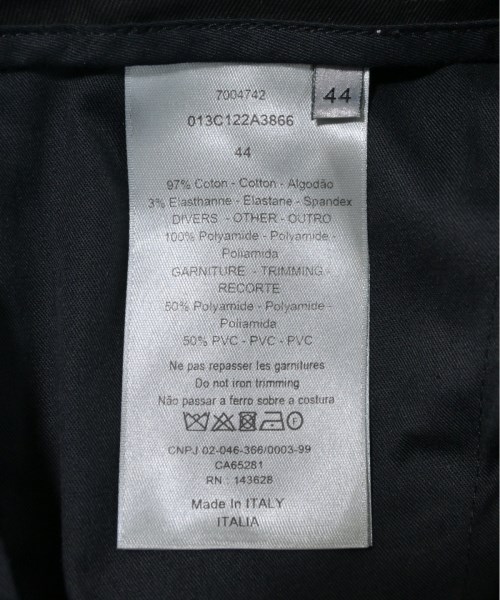 7004742
44
013C122A3866
44
97% Coton - Cotton - Algodão
3% Elasthanne - Elastane - Spandex
DIVERS - OTHER - OUTRO
100% Polyamide - Polyamide -
Poliamida
GARNITURE - TRIMMING -
RECORTE
50% Polyamide - Polyamide -
Poliamida
50% PVC - PVC - PVC
Ne pas repasser les garnitures
Do not iron trimming
Não passar a ferro sobre a costura
CNPJ 02-046-366/0003-99
CA65281
RN : 143628
Made In ITALY
ITALIA